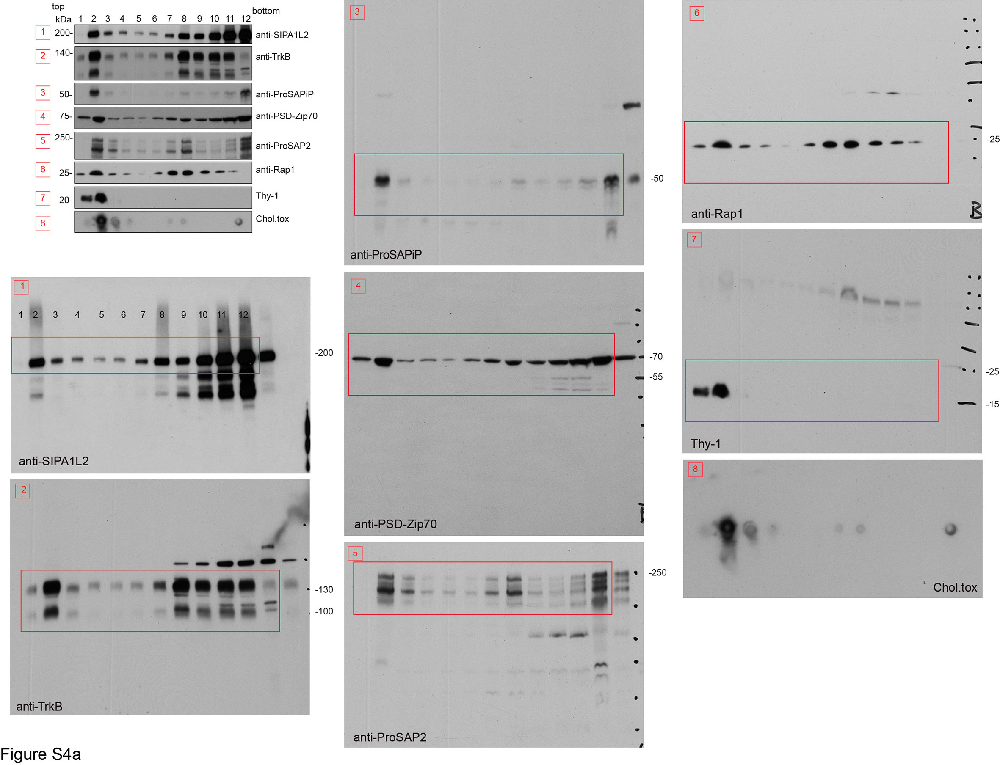 top
bottom
kDa 1 2 3 4 5 6 7 8 9 10 11 12
1 200- anti-SIPA1L2
2 140- anti-TrkB
3 50- anti-ProSAPiP
4 75- anti-PSD-Zip70
5 250- anti-ProSAP2
6 25- anti-Rap1
7 20- Thy-1
8 Chol.tox
1
1 2 3 4 5 6 7 8 9 10 11 12
-200
anti-SIPA1L2
2
-130
-100
anti-TrkB
3
-50
anti-ProSAPiP
4
-70
-55
anti-PSD-Zip70
5
-250
anti-ProSAP2
6
-25
anti-Rap1
B
7
-25
-15
Thy-1
8
Chol.tox
Figure S4a